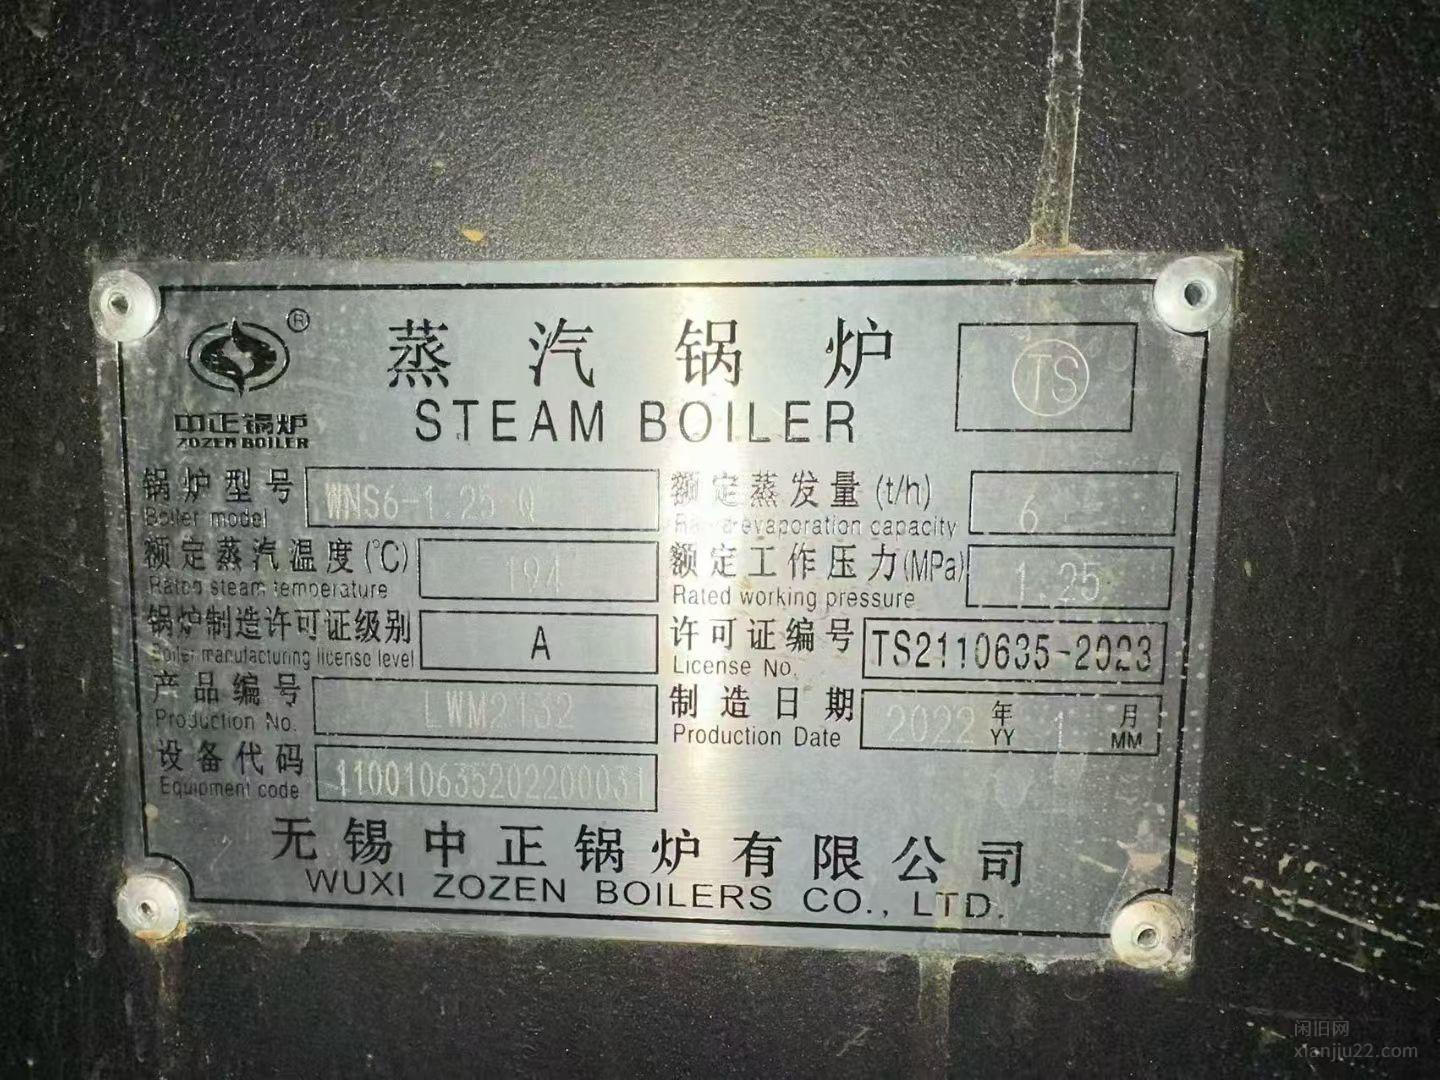 ®
中正锅炉
ZOZEN BOILER
蒸汽锅炉
STEAM BOILER
TS
锅炉型号 WNS6-1.25-Q
Boiler model
额定蒸发量(t/h) 6
Rated evaporation capacity
额定蒸汽温度(℃) 194
Rated steam temperature
额定工作压力(MPa) 1.25
Rated working pressure
锅炉制造许可证级别 A
Boiler manufacturing license level
许可证编号 TS2110635-2023
License No.
产品编号 LWM2132
Production No.
制造日期 2022 年 1 月
Production Date YY MM
设备代码 110010635202200031
Equipment code
无锡中正锅炉有限公司
WUXI ZOZEN BOILERS CO., LTD.
闲旧网
xianjiu22.com